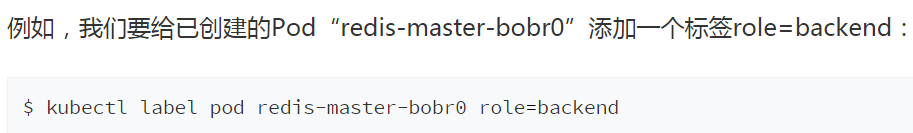 例如，我们要给已创建的Pod“redis-master-bobr0”添加一个标签role=backend：
$ kubectl label pod redis-master-bobr0 role=backend